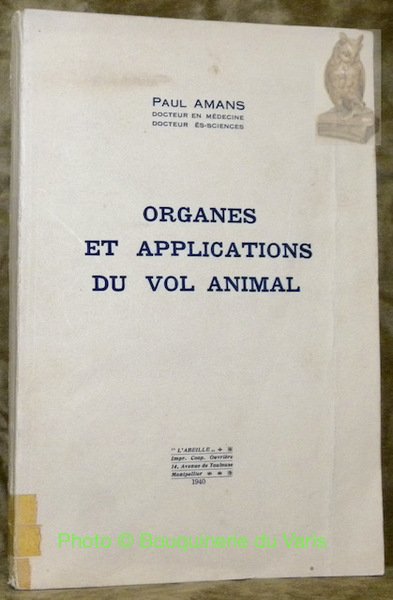 PAUL AMANS
DOCTEUR EN MÉDECINE
DOCTEUR ÈS-SCIENCES
ORGANES
ET APPLICATIONS
DU VOL ANIMAL
" L'ABEILLE „
Impr. Coop. Ouvrière
14, Avenue de Toulouse
Montpellier
1940
Photo © Bouquinerie du Varis